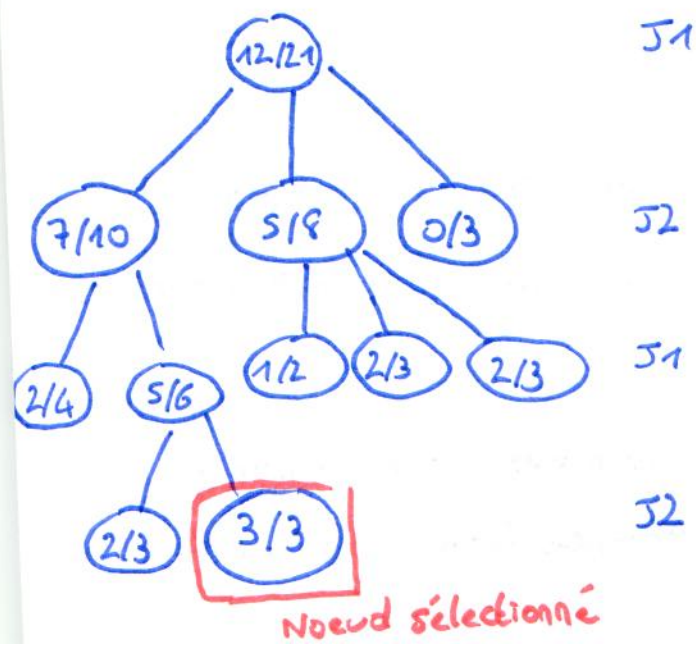 12/21 J1
7/10 5/8 0/3 J2
2/4 5/6 1/2 2/3 2/3 J1
2/3 3/3 J2
Noeud sélectionné